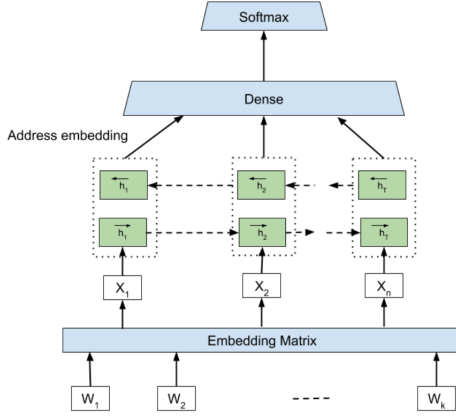 Softmax
Dense
Address embedding
h1 h2 hT
h1 h2 hT
X1 X2 Xn
Embedding Matrix
W1 W2 Wk